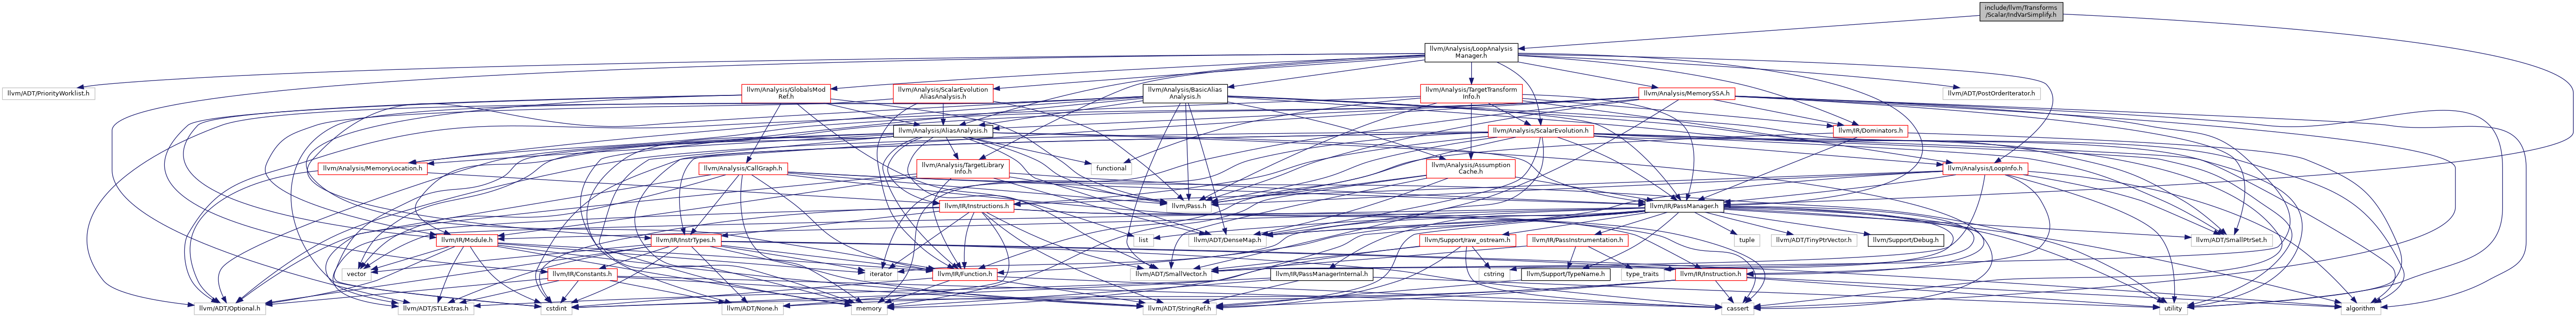 include/llvm/Transforms
/Scalar/IndVarSimplify.h
llvm/Analysis/LoopAnalysis
Manager.h
llvm/ADT/PriorityWorklist.h
llvm/Analysis/GlobalsMod
Ref.h
llvm/Analysis/ScalarEvolution
AliasAnalysis.h
llvm/Analysis/BasicAlias
Analysis.h
llvm/Analysis/TargetTransform
Info.h
llvm/Analysis/MemorySSA.h
llvm/ADT/PostOrderIterator.h
llvm/Analysis/AliasAnalysis.h
llvm/Analysis/ScalarEvolution.h
llvm/IR/Dominators.h
llvm/Analysis/MemoryLocation.h
llvm/Analysis/CallGraph.h
llvm/Analysis/TargetLibrary
Info.h
functional
llvm/Analysis/Assumption
Cache.h
llvm/Analysis/LoopInfo.h
llvm/IR/Instructions.h
llvm/Pass.h
llvm/IR/PassManager.h
llvm/IR/Module.h
llvm/IR/InstrTypes.h
list
llvm/ADT/DenseMap.h
llvm/Support/raw_ostream.h
llvm/IR/PassInstrumentation.h
tuple
llvm/ADT/TinyPtrVector.h
llvm/Support/Debug.h
llvm/ADT/SmallPtrSet.h
vector
llvm/IR/Constants.h
iterator
llvm/IR/Function.h
llvm/ADT/SmallVector.h
llvm/IR/PassManagerInternal.h
cstring
llvm/Support/TypeName.h
type_traits
llvm/IR/Instruction.h
llvm/ADT/Optional.h
llvm/ADT/STLExtras.h
cstdint
llvm/ADT/None.h
memory
llvm/ADT/StringRef.h
cassert
utility
algorithm